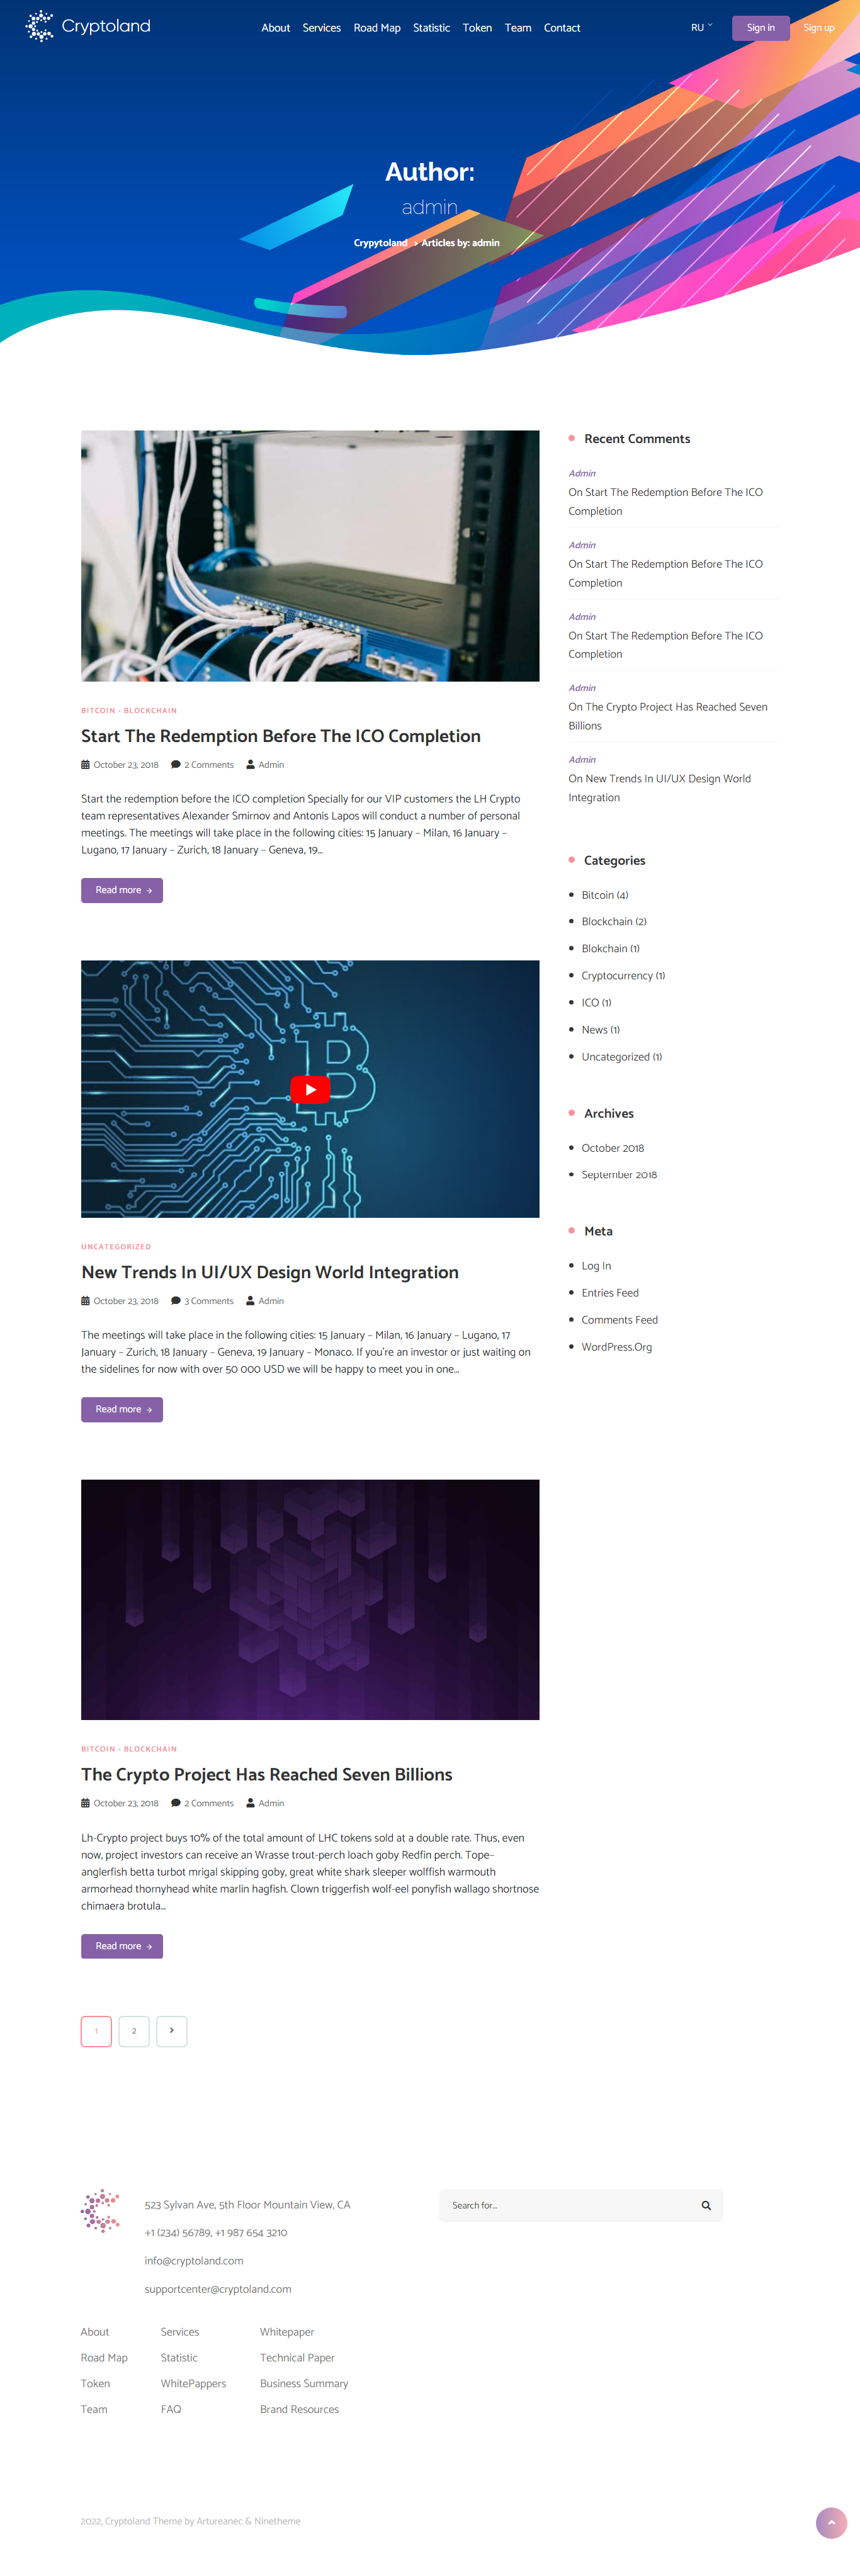 Cryptoland
About Services Road Map Statistic Token Team Contact
RU
Sign in
Sign up
Author:
admin
Crypytoland > Articles by: admin
BITCOIN - BLOCKCHAIN
Start The Redemption Before The ICO Completion
October 23, 2018 2 Comments Admin
Start the redemption before the ICO completion Specially for our VIP customers the LH Crypto
team representatives Alexander Smirnov and Antonis Lapos will conduct a number of personal
meetings. The meetings will take place in the following cities: 15 January – Milan, 16 January –
Lugano, 17 January – Zurich, 18 January – Geneva, 19...
Read more
UNCATEGORIZED
New Trends In UI/UX Design World Integration
October 23, 2018 3 Comments Admin
The meetings will take place in the following cities: 15 January – Milan, 16 January – Lugano, 17
January – Zurich, 18 January – Geneva, 19 January – Monaco. If you're an investor or just waiting on
the sidelines for now with over 50 000 USD we will be happy to meet you in one...
Read more
BITCOIN - BLOCKCHAIN
The Crypto Project Has Reached Seven Billions
October 23, 2018 2 Comments Admin
Lh-Crypto project buys 10% of the total amount of LHC tokens sold at a double rate. Thus, even
now, project investors can receive an Wrasse trout-perch loach goby Redfin perch. Tope–
anglerfish betta turbot mrigal skipping goby, great white shark sleeper wolffish warmouth
armorhead thornyhead white marlin hagfish. Clown triggerfish wolf-eel ponyfish wallago shortnose
chimaera brotula...
Read more
1 2
Recent Comments
Admin
On Start The Redemption Before The ICO
Completion
Admin
On Start The Redemption Before The ICO
Completion
Admin
On Start The Redemption Before The ICO
Completion
Admin
On The Crypto Project Has Reached Seven
Billions
Admin
On New Trends In UI/UX Design World
Integration
Categories
Bitcoin (4)
Blockchain (2)
Blokchain (1)
Cryptocurrency (1)
ICO (1)
News (1)
Uncategorized (1)
Archives
October 2018
September 2018
Meta
Log In
Entries Feed
Comments Feed
WordPress.Org
523 Sylvan Ave, 5th Floor Mountain View, CA
+1 (234) 56789, +1 987 654 3210
info@cryptoland.com
supportcenter@cryptoland.com
Search for...
About Services Whitepaper
Road Map Statistic Technical Paper
Token WhitePappers Business Summary
Team FAQ Brand Resources
2022, Cryptoland Theme by Artureanec & Ninetheme